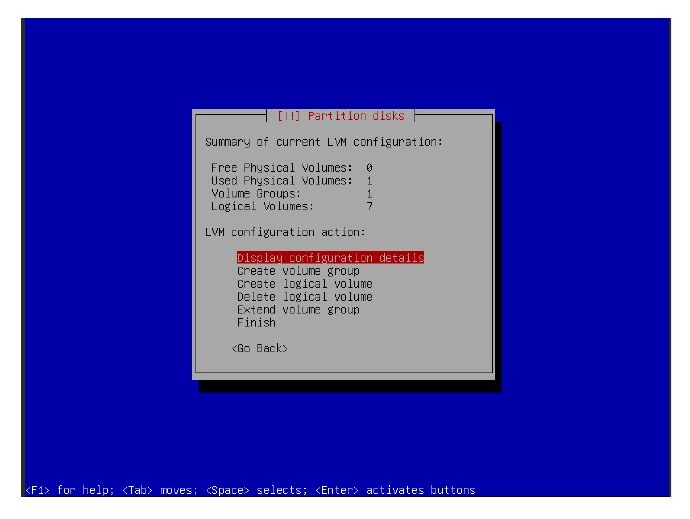 [!!] Partition disks
Summary of current LVM configuration:
Free Physical Volumes: 0
Used Physical Volumes: 1
Volume Groups: 1
Logical Volumes: 7
LVM configuration action:
Display configuration details
Create volume group
Create logical volume
Delete logical volume
Extend volume group
Finish
<Go Back>
<F1> for help; <Tab> moves; <Space> selects; <Enter> activates buttons